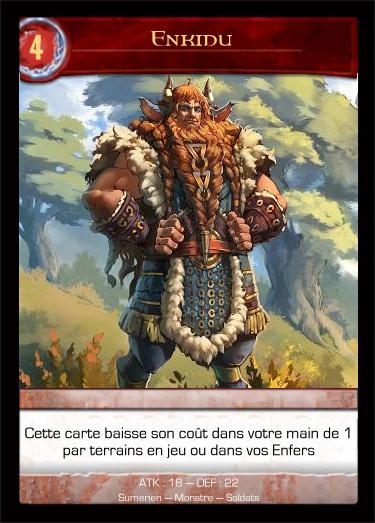 4
Enkidu
Cette carte baisse son coût dans votre main de 1
par terrains en jeu ou dans vos Enfers
ATK : 18 — DEF : 22
Sumerien — Monstre — Soldats